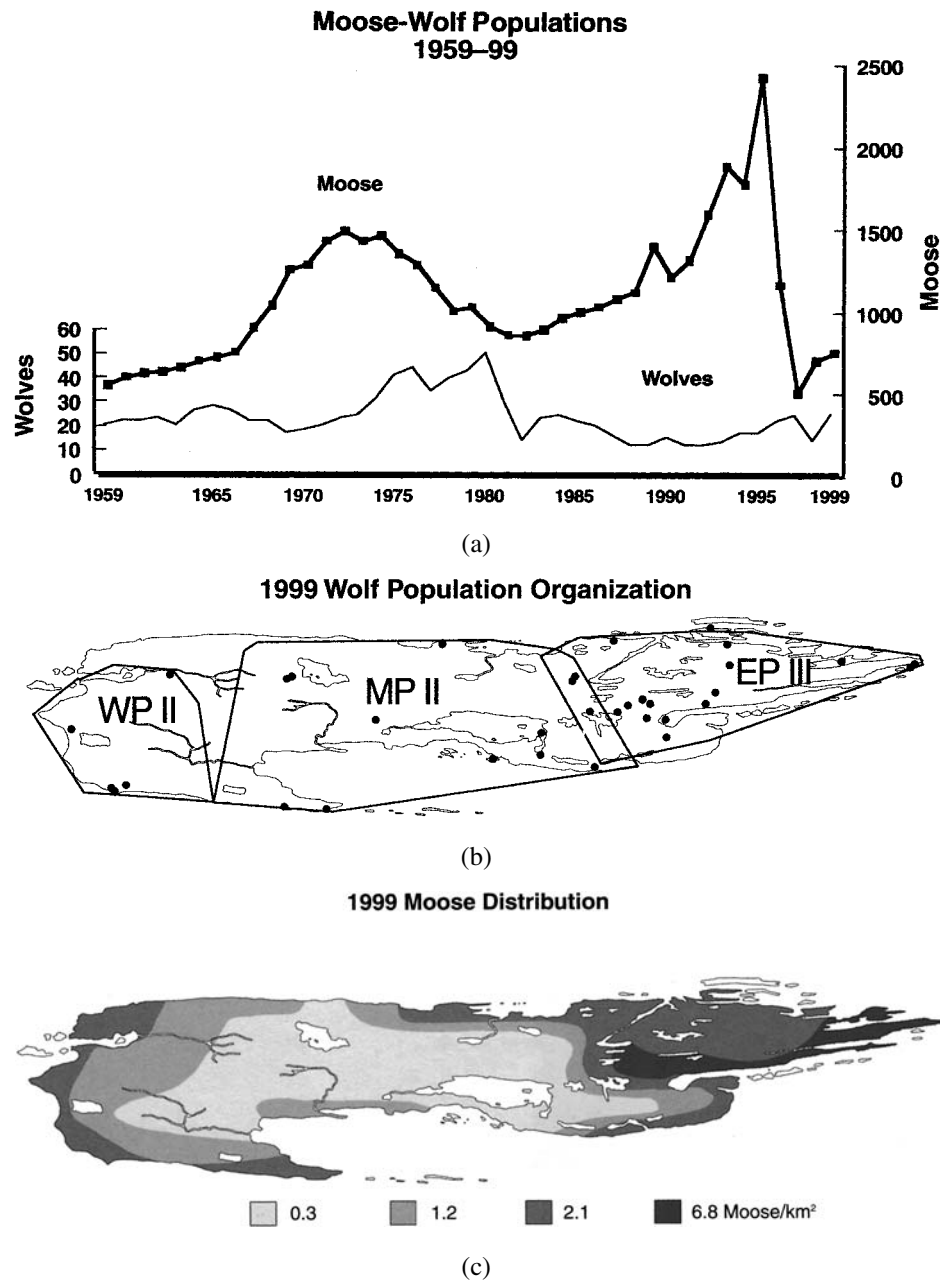 Moose-Wolf Populations
1959–99
2500
2000
1500
1000
500
0
Moose
Moose
Wolves
60
50
40
30
20
10
0
Wolves
1959
1965
1970
1975
1980
1985
1990
1995
1999
(a)
1999 Wolf Population Organization
WP II
MP II
EP III
(b)
1999 Moose Distribution
0.3
1.2
2.1
6.8 Moose/km²
(c)